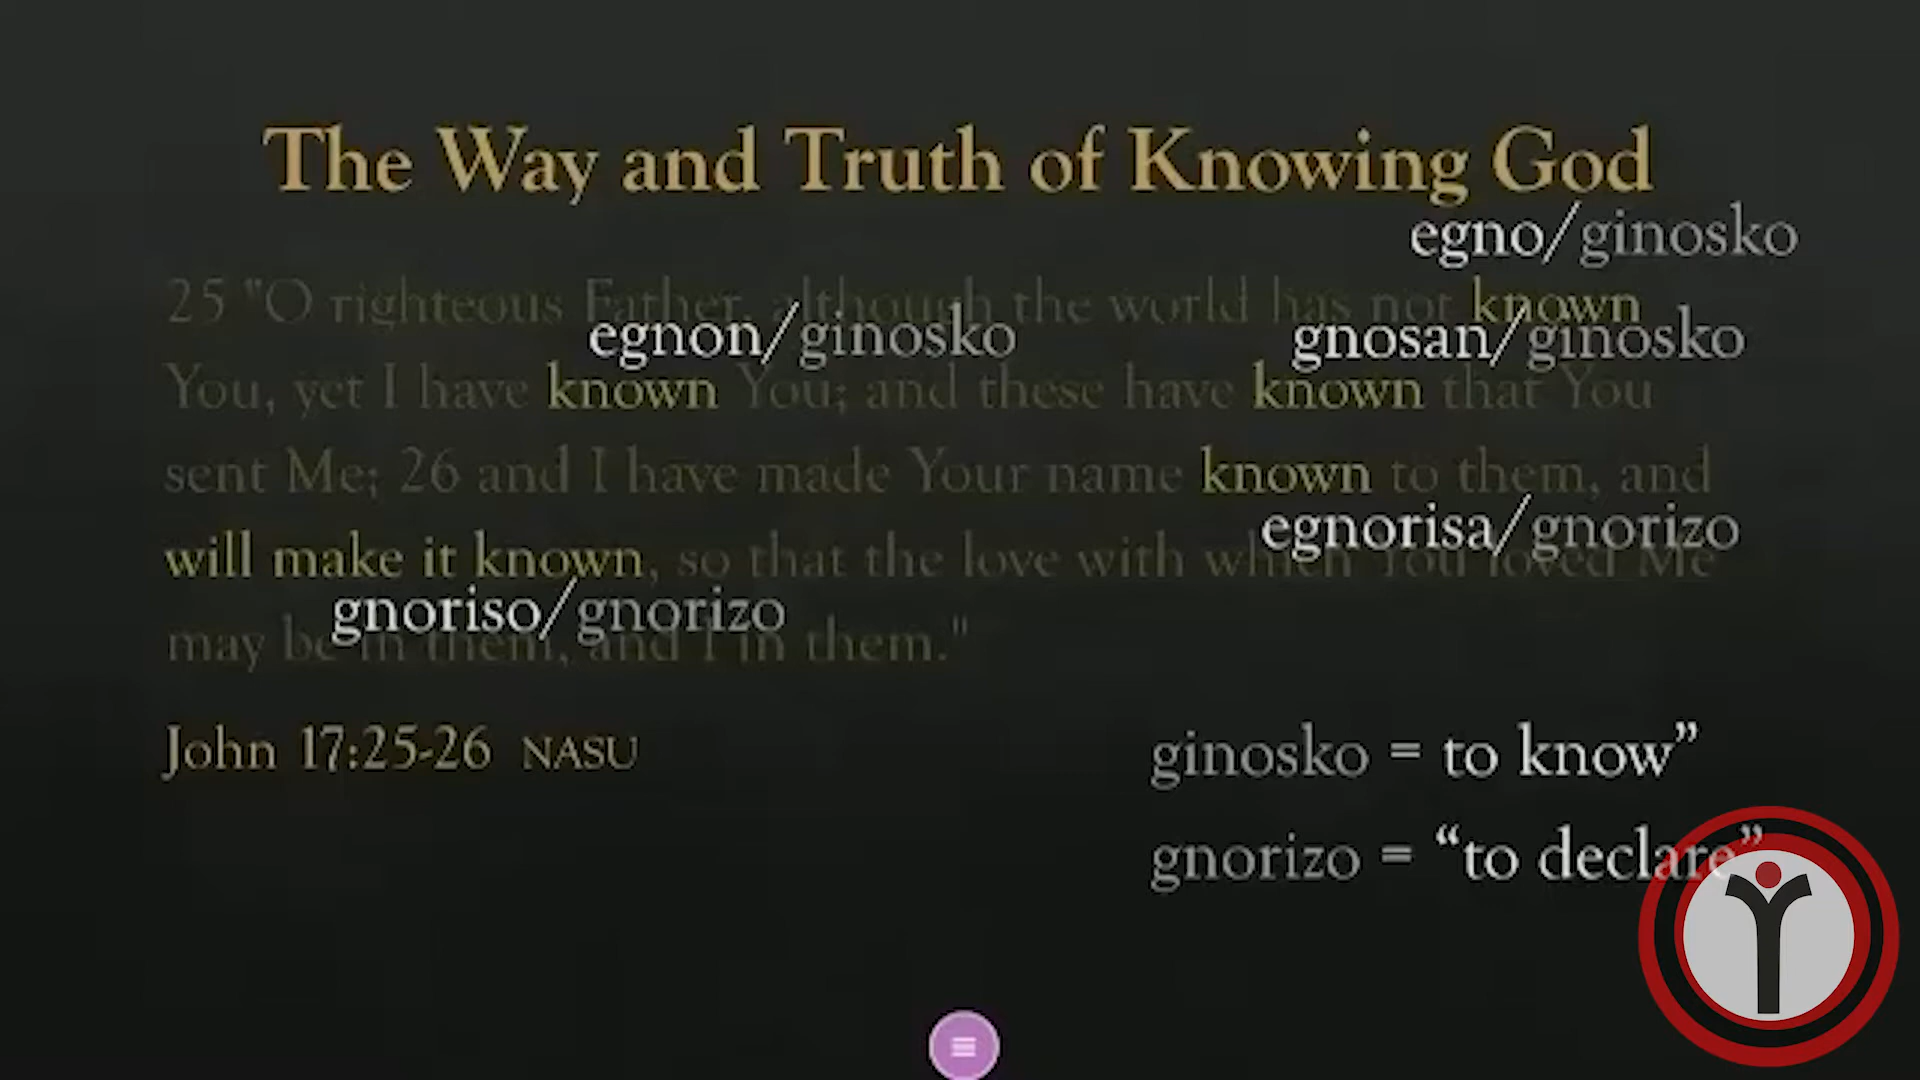 The Way and Truth of Knowing God
egno/ginosko
25 "O righteous Father, although the world has not known
egnon/ginosko gnosan/ginosko
You, yet I have known You; and these have known that You
sent Me; 26 and I have made Your name known to them, and
egnorisa/gnorizo
will make it known, so that the love with which You loved Me
gnoriso/gnorizo
may be in them, and I in them."
John 17:25-26 NASU
ginosko = to know”
gnorizo = “to declare”